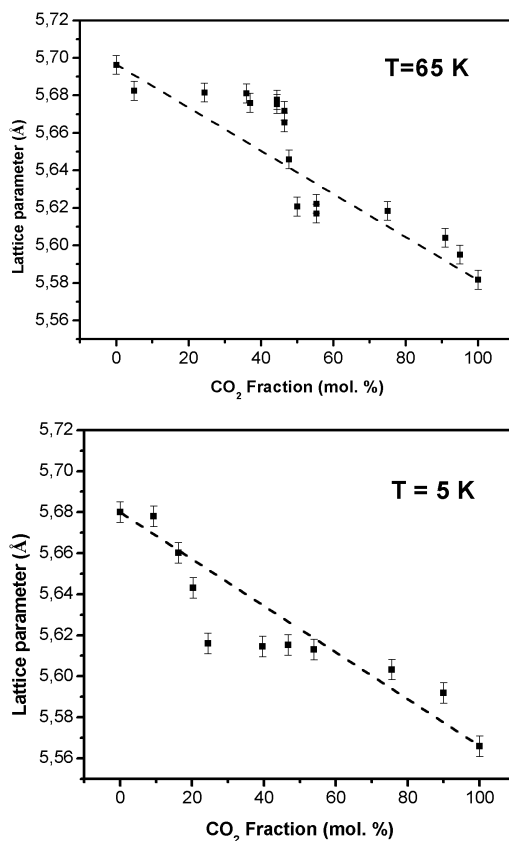 5,72
T=65 K
5,70
5,68
5,66
5,64
5,62
5,60
5,58
5,56
Lattice parameter (Å)
0 20 40 60 80 100
CO₂ Fraction (mol. %)
5,72
T = 5 K
5,70
5,68
5,66
5,64
5,62
5,60
5,58
5,56
Lattice parameter (Å)
0 20 40 60 80 100
CO₂ Fraction (mol. %)